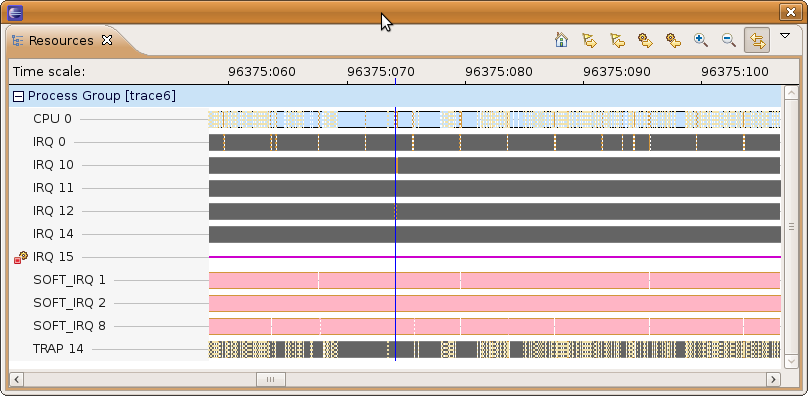 Resources
Time scale: 96375:060 96375:070 96375:080 96375:090 96375:100
Process Group [trace6]
CPU 0
IRQ 0
IRQ 10
IRQ 11
IRQ 12
IRQ 14
IRQ 15
SOFT_IRQ 1
SOFT_IRQ 2
SOFT_IRQ 8
TRAP 14